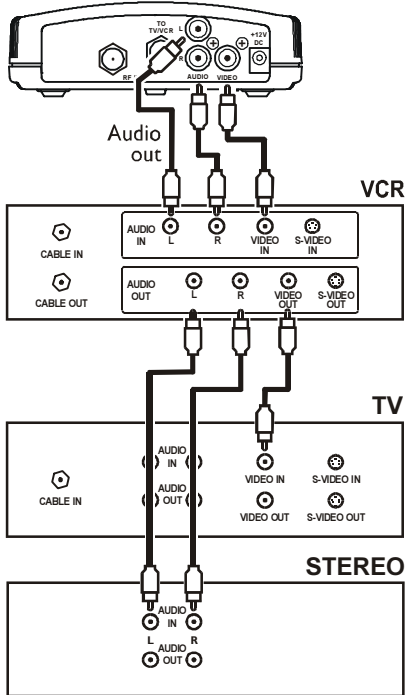 TO
TV/VCR
L
R
RF
AUDIO
VIDEO
+12V
DC
Audio
out
VCR
CABLE IN
AUDIO
IN
L
R
VIDEO
IN
S-VIDEO
IN
CABLE OUT
AUDIO
OUT
L
R
VIDEO
OUT
S-VIDEO
OUT
TV
CABLE IN
AUDIO
IN
VIDEO IN
S-VIDEO IN
AUDIO
OUT
VIDEO OUT
S-VIDEO OUT
STEREO
AUDIO
IN
L
R
AUDIO
OUT